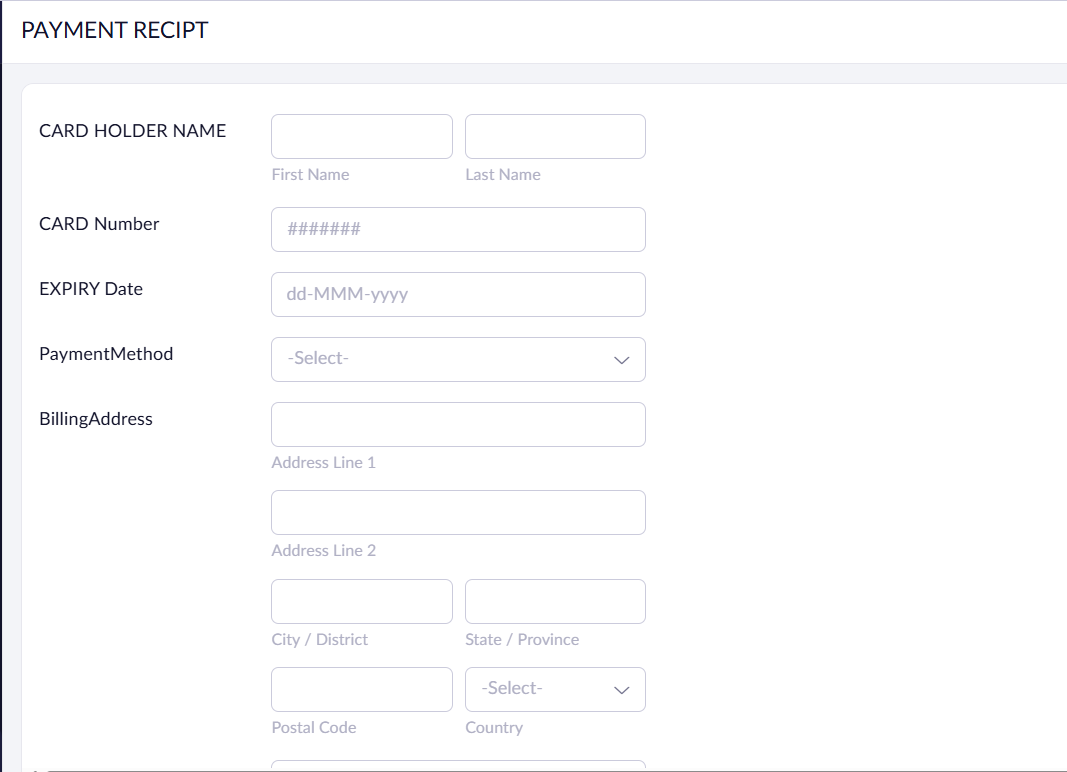 PAYMENT RECIPT
CARD HOLDER NAME
First Name Last Name
CARD Number #######
EXPIRY Date dd-MMM-yyyy
PaymentMethod -Select-
BillingAddress
Address Line 1
Address Line 2
City / District State / Province
-Select-
Postal Code Country